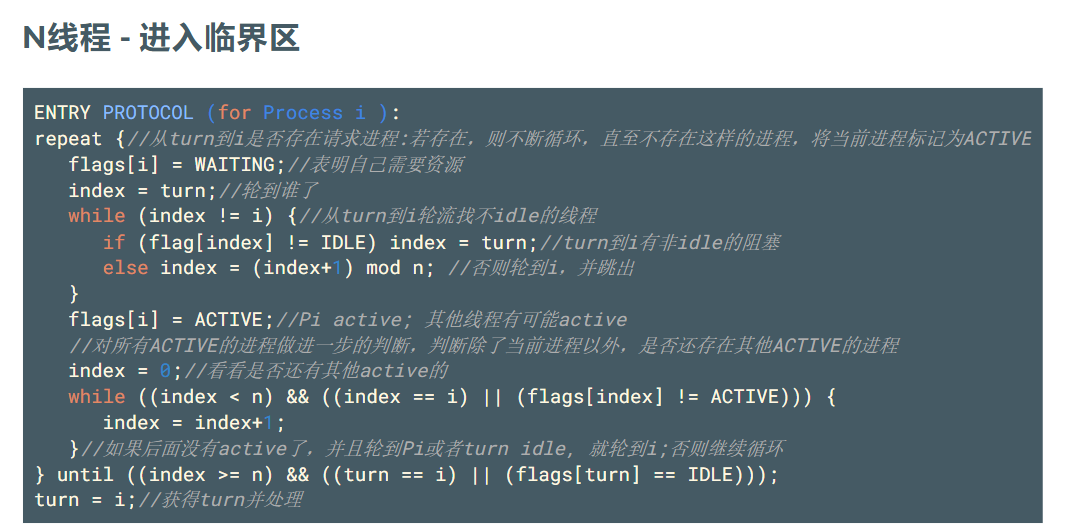 N线程 - 进入临界区
ENTRY PROTOCOL (for Process i ):
repeat {//从turn到i是否存在请求进程:若存在，则不断循环，直至不存在这样的进程，将当前进程标记为ACTIVE
flags[i] = WAITING;//表明自己需要资源
index = turn;//轮到谁了
while (index != i) {//从turn到i轮流找不idle的线程
if (flag[index] != IDLE) index = turn;//turn到i有非idle的阻塞
else index = (index+1) mod n; //否则轮到i，并跳出
}
flags[i] = ACTIVE;//Pi active; 其他线程有可能active
//对所有ACTIVE的进程做进一步的判断，判断除了当前进程以外，是否还存在其他ACTIVE的进程
index = 0;//看看是否还有其他active的
while ((index < n) && ((index == i) || (flags[index] != ACTIVE))) {
index = index+1;
}//如果后面没有active了，并且轮到Pi或者turn idle, 就轮到i;否则继续循环
} until ((index >= n) && ((turn == i) || (flags[turn] == IDLE)));
turn = i;//获得turn并处理